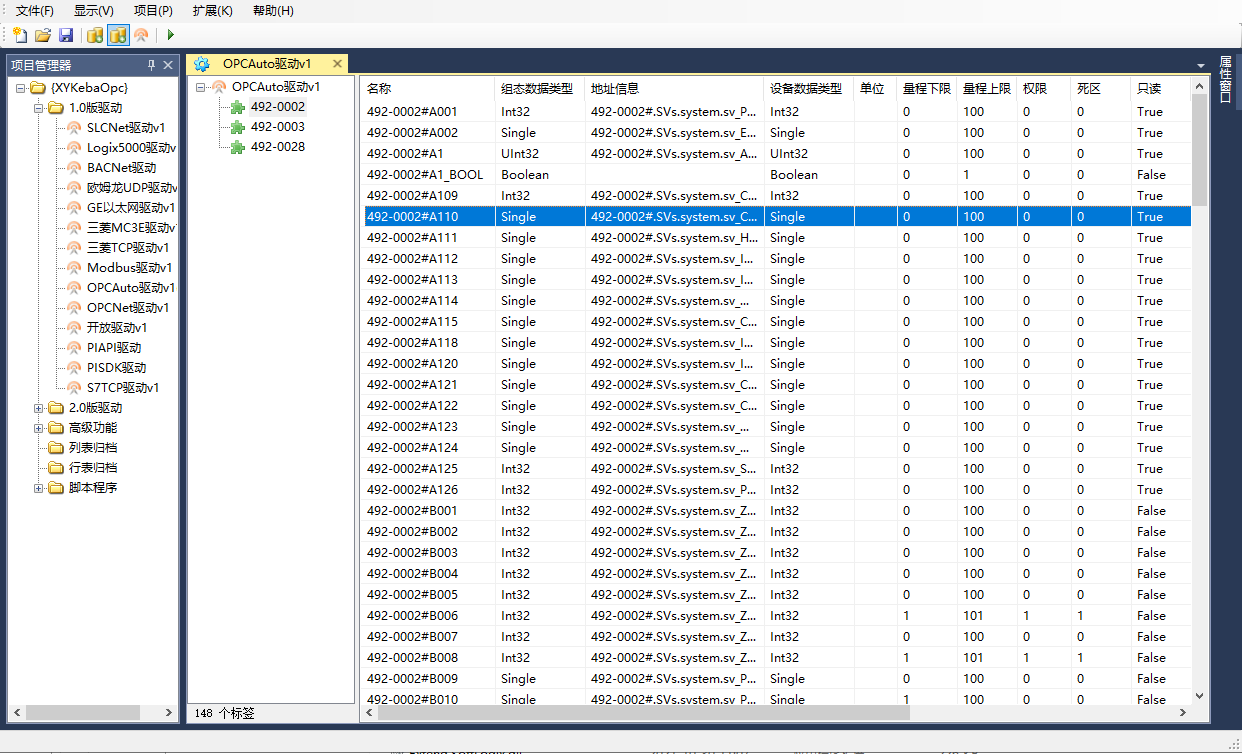 文件(F) 显示(V) 项目(P) 扩展(K) 帮助(H)
项目管理器
{XYKebaOpc}
1.0版驱动
SLCNet驱动v1
Logix5000驱动v
BACNet驱动
欧姆龙UDP驱动v
GE以太网驱动v1
三菱MC3E驱动v
三菱TCP驱动v1
Modbus驱动v1
OPCAuto驱动v1
OPCNet驱动v1
开放驱动v1
PIAPI驱动
PISDK驱动
S7TCP驱动v1
2.0版驱动
高级功能
列表归档
行表归档
脚本程序
OPCAuto驱动v1
OPCAuto驱动v1
492-0002
492-0003
492-0028
148 个标签
名称 组态数据类型 地址信息 设备数据类型 单位 量程下限 量程上限 权限 死区 只读
492-0002#A001 Int32 492-0002#.SVs.system.sv_P... Int32 0 100 0 0 True
492-0002#A002 Single 492-0002#.SVs.system.sv_E... Single 0 100 0 0 True
492-0002#A1 UInt32 492-0002#.SVs.system.sv_A... UInt32 0 100 0 0 True
492-0002#A1_BOOL Boolean Boolean 0 1 0 0 False
492-0002#A109 Int32 492-0002#.SVs.system.sv_C... Int32 0 100 0 0 True
492-0002#A110 Single 492-0002#.SVs.system.sv_C... Single 0 100 0 0 True
492-0002#A111 Single 492-0002#.SVs.system.sv_H... Single 0 100 0 0 True
492-0002#A112 Single 492-0002#.SVs.system.sv_I... Single 0 100 0 0 True
492-0002#A113 Single 492-0002#.SVs.system.sv_I... Single 0 100 0 0 True
492-0002#A114 Single 492-0002#.SVs.system.sv_... Single 0 100 0 0 True
492-0002#A115 Single 492-0002#.SVs.system.sv_C... Single 0 100 0 0 True
492-0002#A118 Single 492-0002#.SVs.system.sv_I... Single 0 100 0 0 True
492-0002#A120 Single 492-0002#.SVs.system.sv_I... Single 0 100 0 0 True
492-0002#A121 Single 492-0002#.SVs.system.sv_C... Single 0 100 0 0 True
492-0002#A122 Single 492-0002#.SVs.system.sv_C... Single 0 100 0 0 True
492-0002#A123 Single 492-0002#.SVs.system.sv_... Single 0 100 0 0 True
492-0002#A124 Single 492-0002#.SVs.system.sv_... Single 0 100 0 0 True
492-0002#A125 Int32 492-0002#.SVs.system.sv_S... Int32 0 100 0 0 True
492-0002#A126 Int32 492-0002#.SVs.system.sv_P... Int32 0 100 0 0 True
492-0002#B001 Int32 492-0002#.SVs.system.sv_Z... Int32 0 100 0 0 False
492-0002#B002 Int32 492-0002#.SVs.system.sv_Z... Int32 0 100 0 0 False
492-0002#B003 Int32 492-0002#.SVs.system.sv_Z... Int32 0 100 0 0 False
492-0002#B004 Int32 492-0002#.SVs.system.sv_Z... Int32 0 100 0 0 False
492-0002#B005 Int32 492-0002#.SVs.system.sv_Z... Int32 0 100 0 0 False
492-0002#B006 Int32 492-0002#.SVs.system.sv_Z... Int32 1 101 1 1 False
492-0002#B007 Int32 492-0002#.SVs.system.sv_Z... Int32 0 100 0 0 False
492-0002#B008 Int32 492-0002#.SVs.system.sv_Z... Int32 1 101 1 1 False
492-0002#B009 Single 492-0002#.SVs.system.sv_P... Single 0 100 0 0 False
492-0002#B010 Single 492-0002#.SVs.system.sv_P... Single 1 100 0 0 False
属性窗口